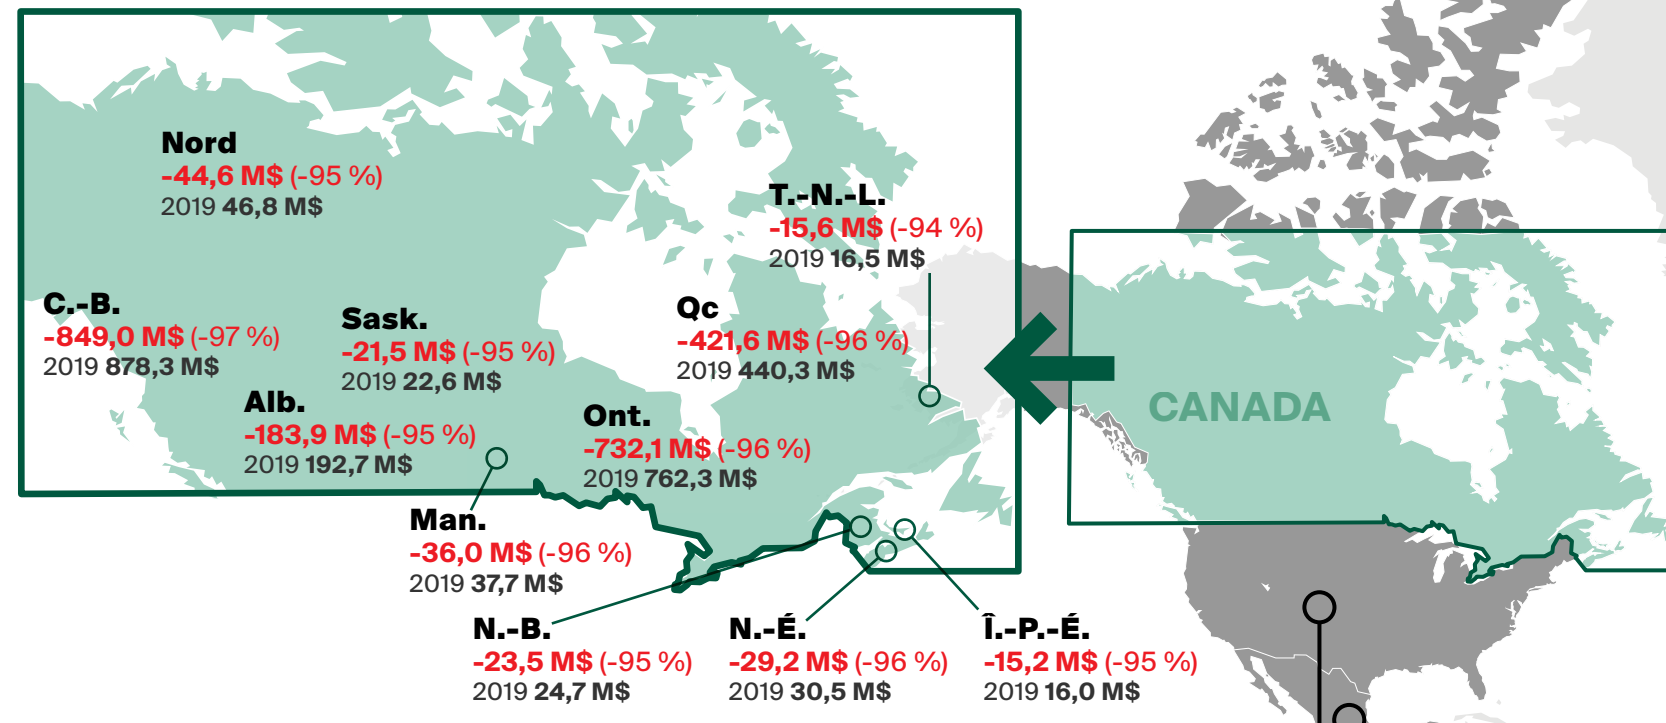 Nord
-44,6 M$ (-95 %)
2019 46,8 M$
T.-N.-L.
-15,6 M$ (-94 %)
2019 16,5 M$
C.-B.
-849,0 M$ (-97 %)
2019 878,3 M$
Sask.
-21,5 M$ (-95 %)
2019 22,6 M$
Qc
-421,6 M$ (-96 %)
2019 440,3 M$
Alb.
-183,9 M$ (-95 %)
2019 192,7 M$
Ont.
-732,1 M$ (-96 %)
2019 762,3 M$
CANADA
Man.
-36,0 M$ (-96 %)
2019 37,7 M$
N.-B.
-23,5 M$ (-95 %)
2019 24,7 M$
N.-É.
-29,2 M$ (-96 %)
2019 30,5 M$
Î.-P.-É.
-15,2 M$ (-95 %)
2019 16,0 M$